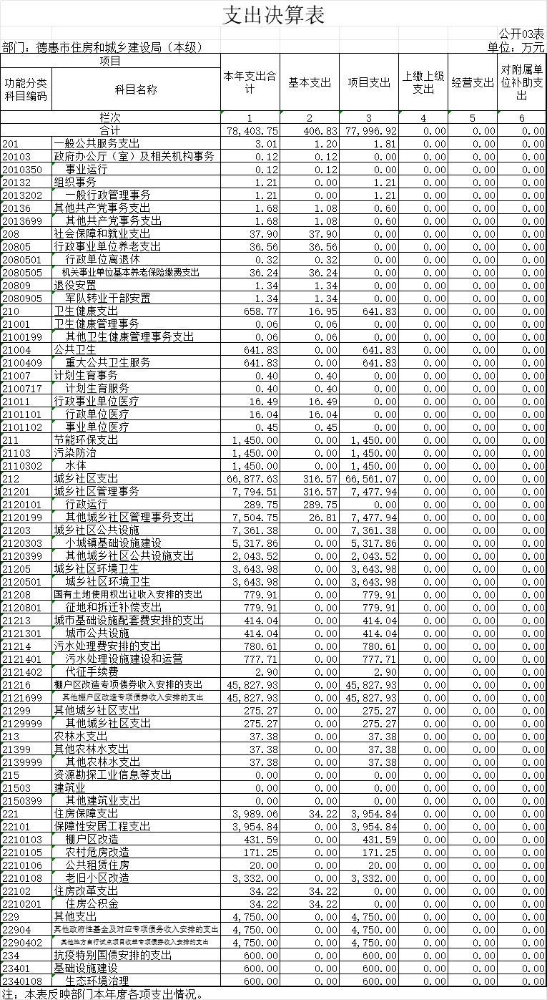 支出决算表
公开03表
部门：德惠市住房和城乡建设局（本级） 单位：万元
项目 本年支出合计 基本支出 项目支出 上缴上级支出 经营支出 对附属单位补助支出
功能分类科目编码 科目名称
栏次 1 2 3 4 5 6
合计 78,403.75 406.83 77,996.92 0.00 0.00 0.00
201 一般公共服务支出 3.01 1.20 1.81 0.00 0.00 0.00
20103 政府办公厅（室）及相关机构事务 0.12 0.12 0.00 0.00 0.00 0.00
2010350 事业运行 0.12 0.12 0.00 0.00 0.00 0.00
20132 组织事务 1.21 0.00 1.21 0.00 0.00 0.00
2013202 一般行政管理事务 1.21 0.00 1.21 0.00 0.00 0.00
20136 其他共产党事务支出 1.68 1.08 0.60 0.00 0.00 0.00
2013699 其他共产党事务支出 1.68 1.08 0.60 0.00 0.00 0.00
208 社会保障和就业支出 37.90 37.90 0.00 0.00 0.00 0.00
20805 行政事业单位养老支出 36.56 36.56 0.00 0.00 0.00 0.00
2080501 行政单位离退休 0.32 0.32 0.00 0.00 0.00 0.00
2080505 机关事业单位基本养老保险缴费支出 36.24 36.24 0.00 0.00 0.00 0.00
20809 退役安置 1.34 1.34 0.00 0.00 0.00 0.00
2080905 军队转业干部安置 1.34 1.34 0.00 0.00 0.00 0.00
210 卫生健康支出 658.77 16.95 641.83 0.00 0.00 0.00
21001 卫生健康管理事务 0.06 0.06 0.00 0.00 0.00 0.00
2100199 其他卫生健康管理事务支出 0.06 0.06 0.00 0.00 0.00 0.00
21004 公共卫生 641.83 0.00 641.83 0.00 0.00 0.00
2100409 重大公共卫生服务 641.83 0.00 641.83 0.00 0.00 0.00
21007 计划生育事务 0.40 0.40 0.00 0.00 0.00 0.00
2100717 计划生育服务 0.40 0.40 0.00 0.00 0.00 0.00
21011 行政事业单位医疗 16.49 16.49 0.00 0.00 0.00 0.00
2101101 行政单位医疗 16.04 16.04 0.00 0.00 0.00 0.00
2101102 事业单位医疗 0.45 0.45 0.00 0.00 0.00 0.00
211 节能环保支出 1,450.00 0.00 1,450.00 0.00 0.00 0.00
21103 污染防治 1,450.00 0.00 1,450.00 0.00 0.00 0.00
2110302 水体 1,450.00 0.00 1,450.00 0.00 0.00 0.00
212 城乡社区支出 66,877.63 316.57 66,561.07 0.00 0.00 0.00
21201 城乡社区管理事务 7,794.51 316.57 7,477.94 0.00 0.00 0.00
2120101 行政运行 289.75 289.75 0.00 0.00 0.00 0.00
2120199 其他城乡社区管理事务支出 7,504.75 26.81 7,477.94 0.00 0.00 0.00
21203 城乡社区公共设施 7,361.38 0.00 7,361.38 0.00 0.00 0.00
2120303 小城镇基础设施建设 5,317.86 0.00 5,317.86 0.00 0.00 0.00
2120399 其他城乡社区公共设施支出 2,043.52 0.00 2,043.52 0.00 0.00 0.00
21205 城乡社区环境卫生 3,643.98 0.00 3,643.98 0.00 0.00 0.00
2120501 城乡社区环境卫生 3,643.98 0.00 3,643.98 0.00 0.00 0.00
21208 国有土地使用权出让收入安排的支出 779.91 0.00 779.91 0.00 0.00 0.00
2120801 征地和拆迁补偿支出 779.91 0.00 779.91 0.00 0.00 0.00
21213 城市基础设施配套费安排的支出 414.04 0.00 414.04 0.00 0.00 0.00
2121301 城市公共设施 414.04 0.00 414.04 0.00 0.00 0.00
21214 污水处理费安排的支出 780.61 0.00 780.61 0.00 0.00 0.00
2121401 污水处理设施建设和运营 777.71 0.00 777.71 0.00 0.00 0.00
2121402 代征手续费 2.90 0.00 2.90 0.00 0.00 0.00
21216 棚户区改造专项债券收入安排的支出 45,827.93 0.00 45,827.93 0.00 0.00 0.00
2121699 其他棚户区改造专项债券收入安排的支出 45,827.93 0.00 45,827.93 0.00 0.00 0.00
21299 其他城乡社区支出 275.27 0.00 275.27 0.00 0.00 0.00
2129999 其他城乡社区支出 275.27 0.00 275.27 0.00 0.00 0.00
213 农林水支出 37.38 0.00 37.38 0.00 0.00 0.00
21399 其他农林水支出 37.38 0.00 37.38 0.00 0.00 0.00
2139999 其他农林水支出 37.38 0.00 37.38 0.00 0.00 0.00
215 资源勘探工业信息等支出 0.00 0.00 0.00 0.00 0.00 0.00
21503 建筑业 0.00 0.00 0.00 0.00 0.00 0.00
2150399 其他建筑业支出 0.00 0.00 0.00 0.00 0.00 0.00
221 住房保障支出 3,989.06 34.22 3,954.84 0.00 0.00 0.00
22101 保障性安居工程支出 3,954.84 0.00 3,954.84 0.00 0.00 0.00
2210103 棚户区改造 431.59 0.00 431.59 0.00 0.00 0.00
2210105 农村危房改造 171.25 0.00 171.25 0.00 0.00 0.00
2210106 公共租赁住房 20.00 0.00 20.00 0.00 0.00 0.00
2210108 老旧小区改造 3,332.00 0.00 3,332.00 0.00 0.00 0.00
22102 住房改革支出 34.22 34.22 0.00 0.00 0.00 0.00
2210201 住房公积金 34.22 34.22 0.00 0.00 0.00 0.00
229 其他支出 4,750.00 0.00 4,750.00 0.00 0.00 0.00
22904 其他政府性基金及对应专项债务收入安排的支出 4,750.00 0.00 4,750.00 0.00 0.00 0.00
2290402 其他地方自行试点项目收益专项债券收入安排的支出 4,750.00 0.00 4,750.00 0.00 0.00 0.00
234 抗疫特别国债安排的支出 600.00 0.00 600.00 0.00 0.00 0.00
23401 基础设施建设 600.00 0.00 600.00 0.00 0.00 0.00
2340108 生态环境治理 600.00 0.00 600.00 0.00 0.00 0.00
注：本表反映部门本年度各项支出情况。